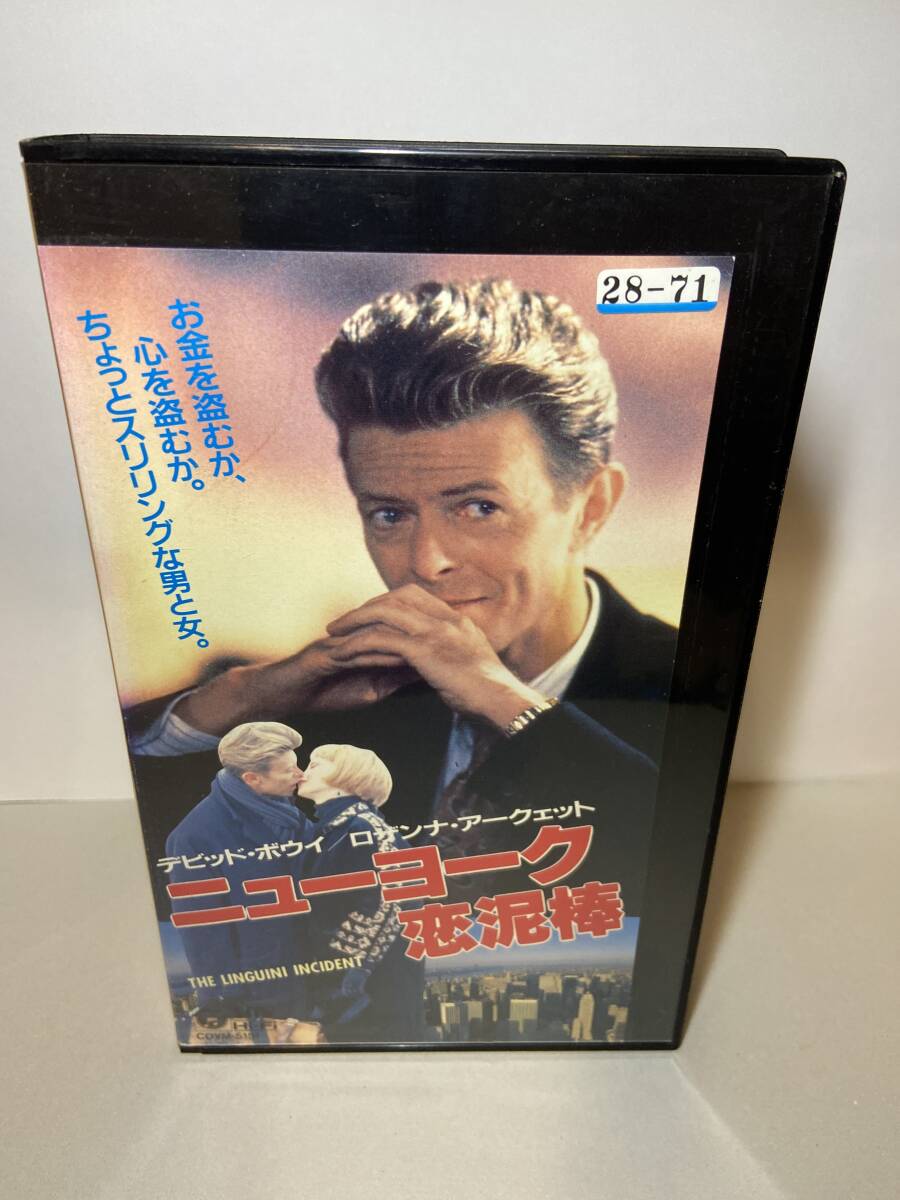 28-71
お金を盗むか、
心を盗むか。
ちょっとスリリングな男と女。
デビッド・ボウイ ロザンナ・アークェット
ニューヨーク
恋泥棒
THE LINGUINI INCIDENT
Hi-Fi